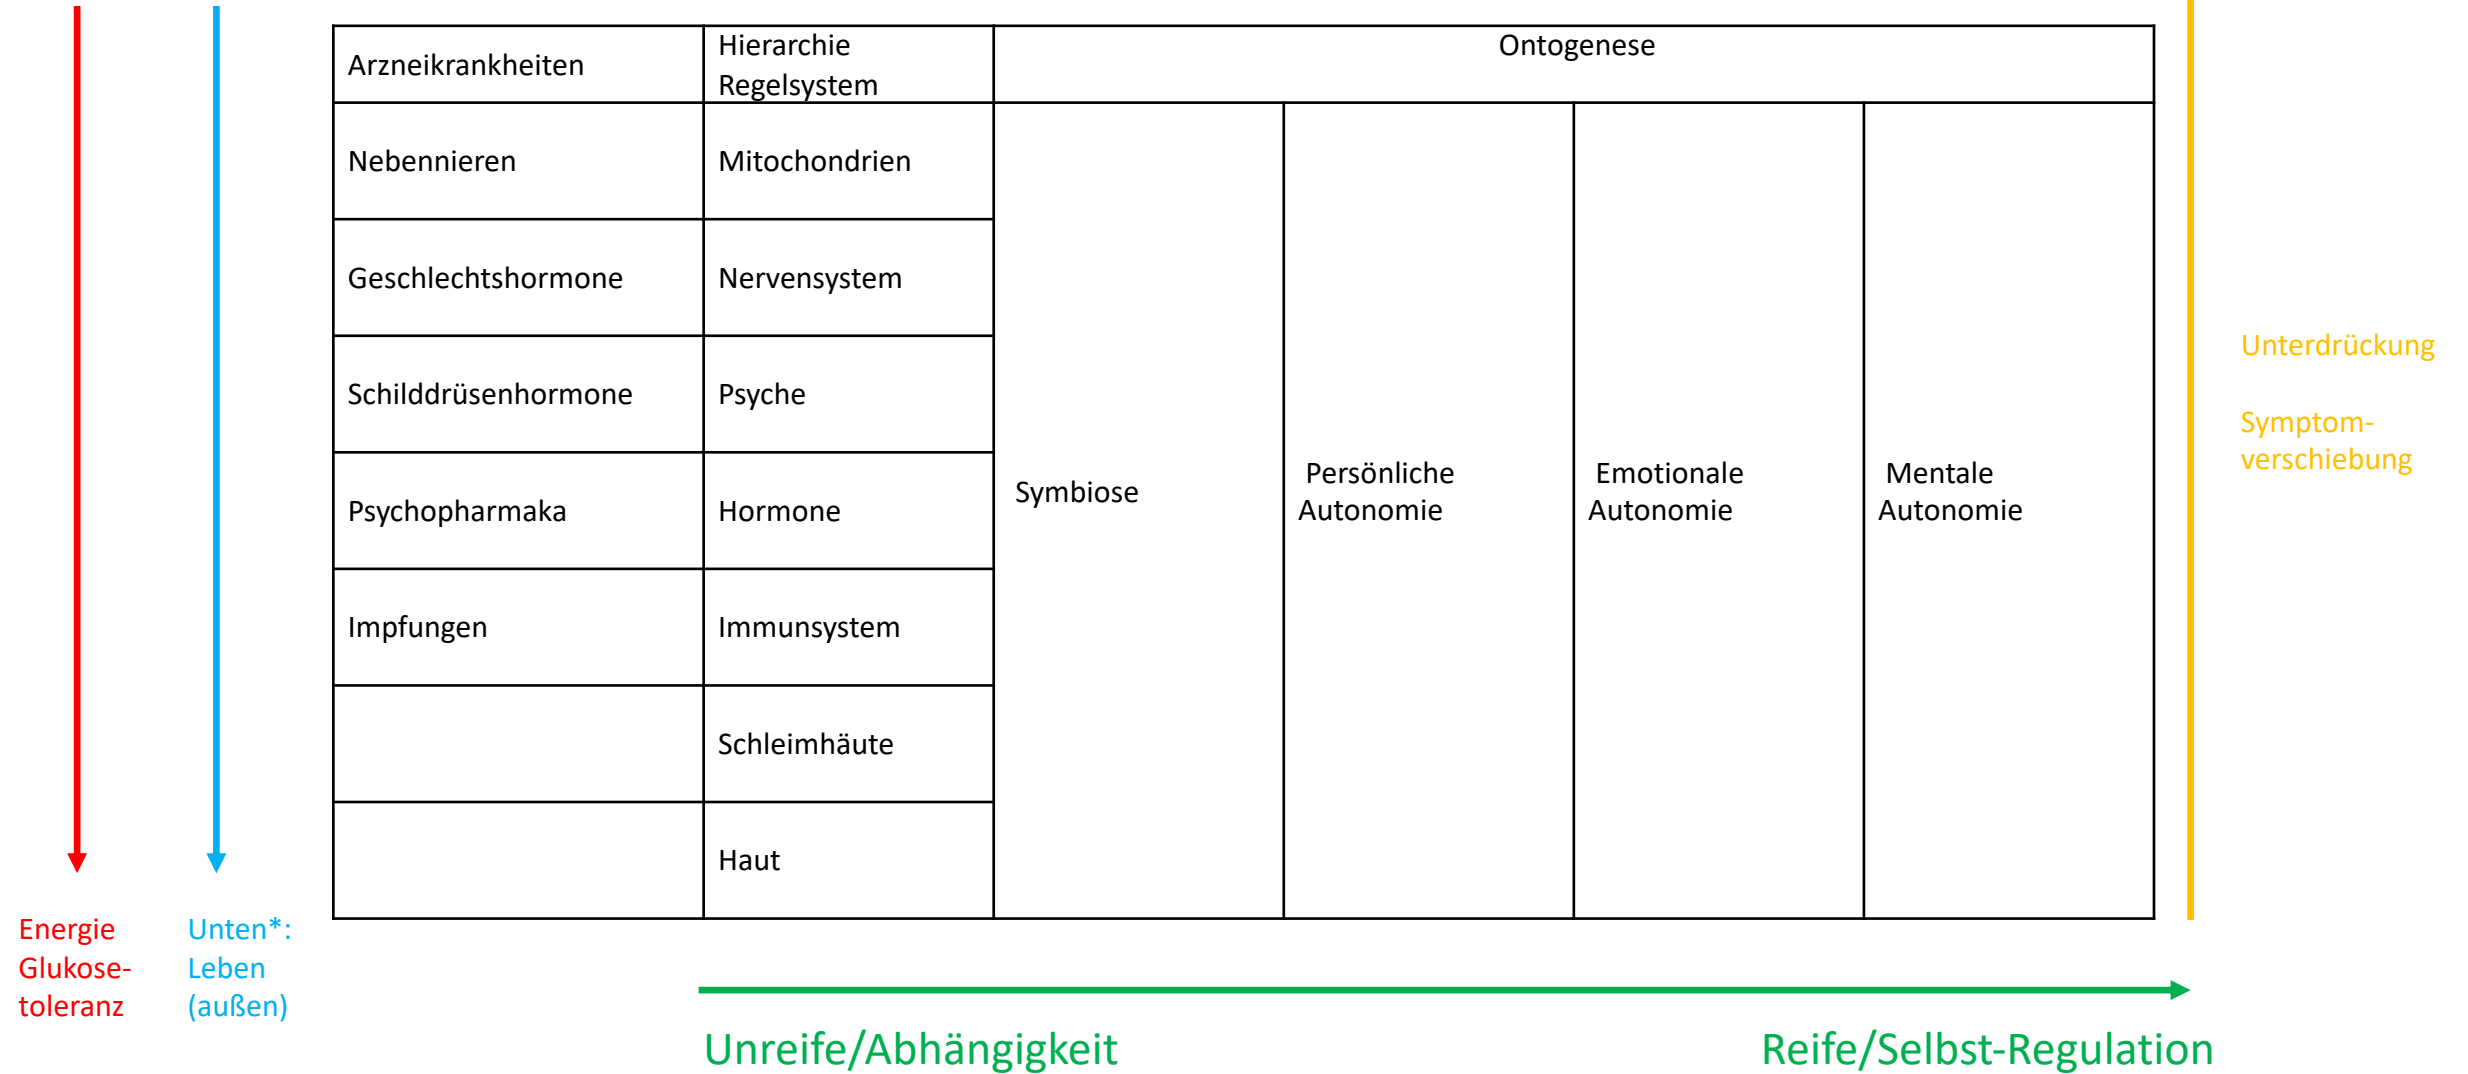 Arzneikrankheiten
Hierarchie
Regelsystem
Ontogenese
Nebennieren
Mitochondrien
Geschlechtshormone
Nervensystem
Schilddrüsenhormone
Psyche
Psychopharmaka
Hormone
Impfungen
Immunsystem
Schleimhäute
Haut
Symbiose
Persönliche
Autonomie
Emotionale
Autonomie
Mentale
Autonomie
Unterdrückung
Symptom-
verschiebung
Energie
Glukose-
toleranz
Unten*:
Leben
(außen)
Unreife/Abhängigkeit
Reife/Selbst-Regulation